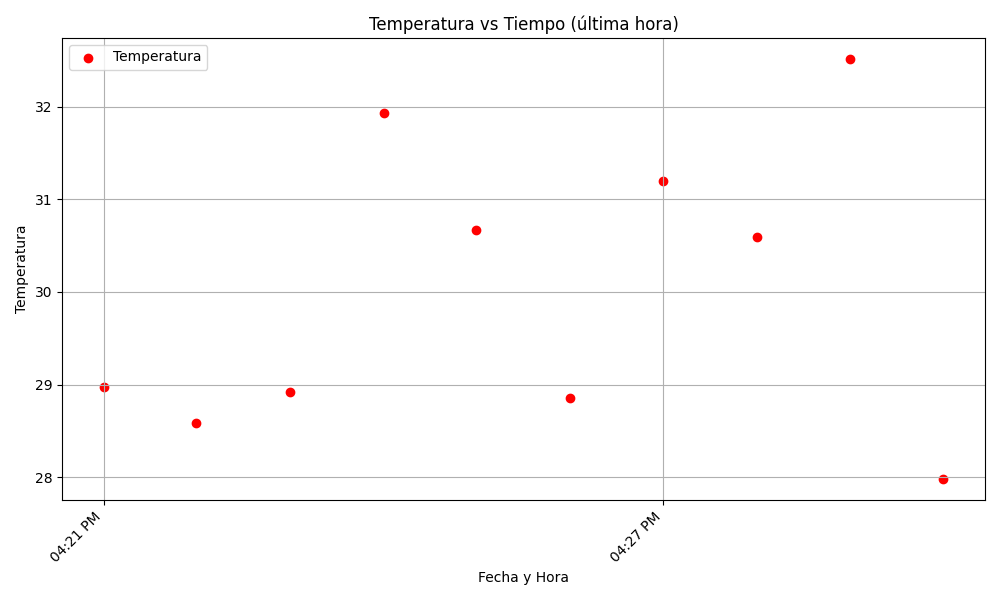 Temperatura vs Tiempo (última hora)
Temperatura
Temperatura
32
31
30
29
28
04:21 PM
04:27 PM
Fecha y Hora